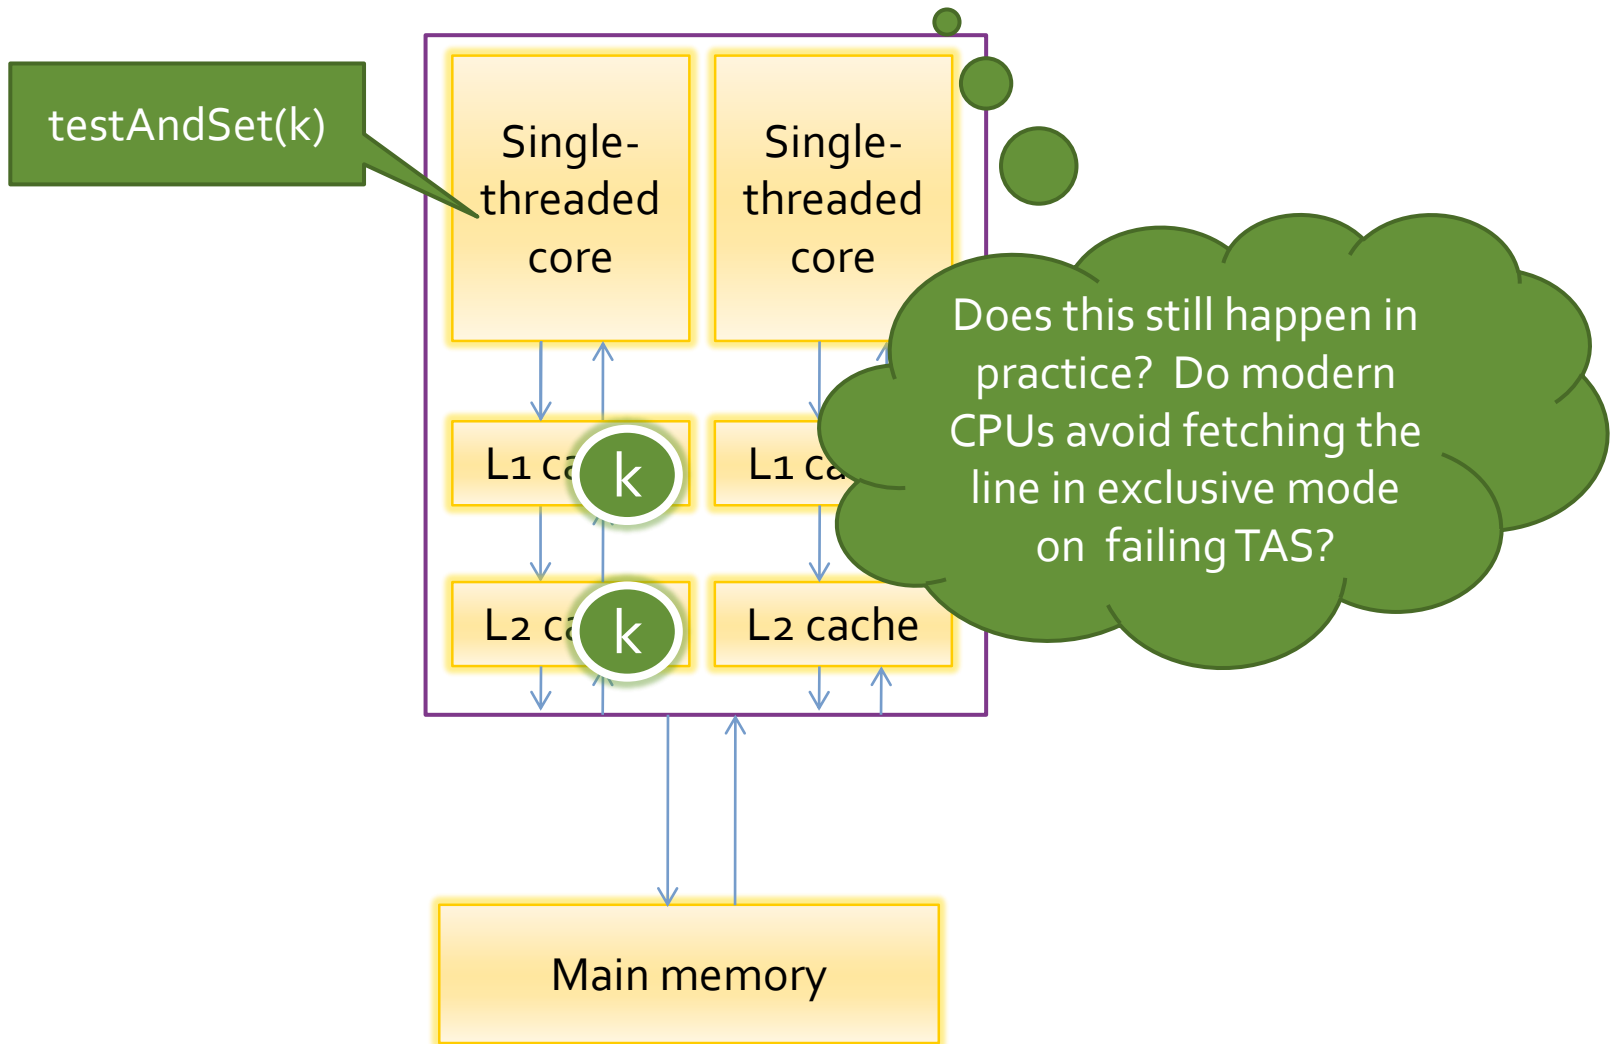 testAndSet(k)
Single-
threaded
core
Single-
threaded
core
Does this still happen in
practice? Do modern
CPUs avoid fetching the
line in exclusive mode
on failing TAS?
L1 ca
k
L1 ca
L2 ca
k
L2 cache
Main memory